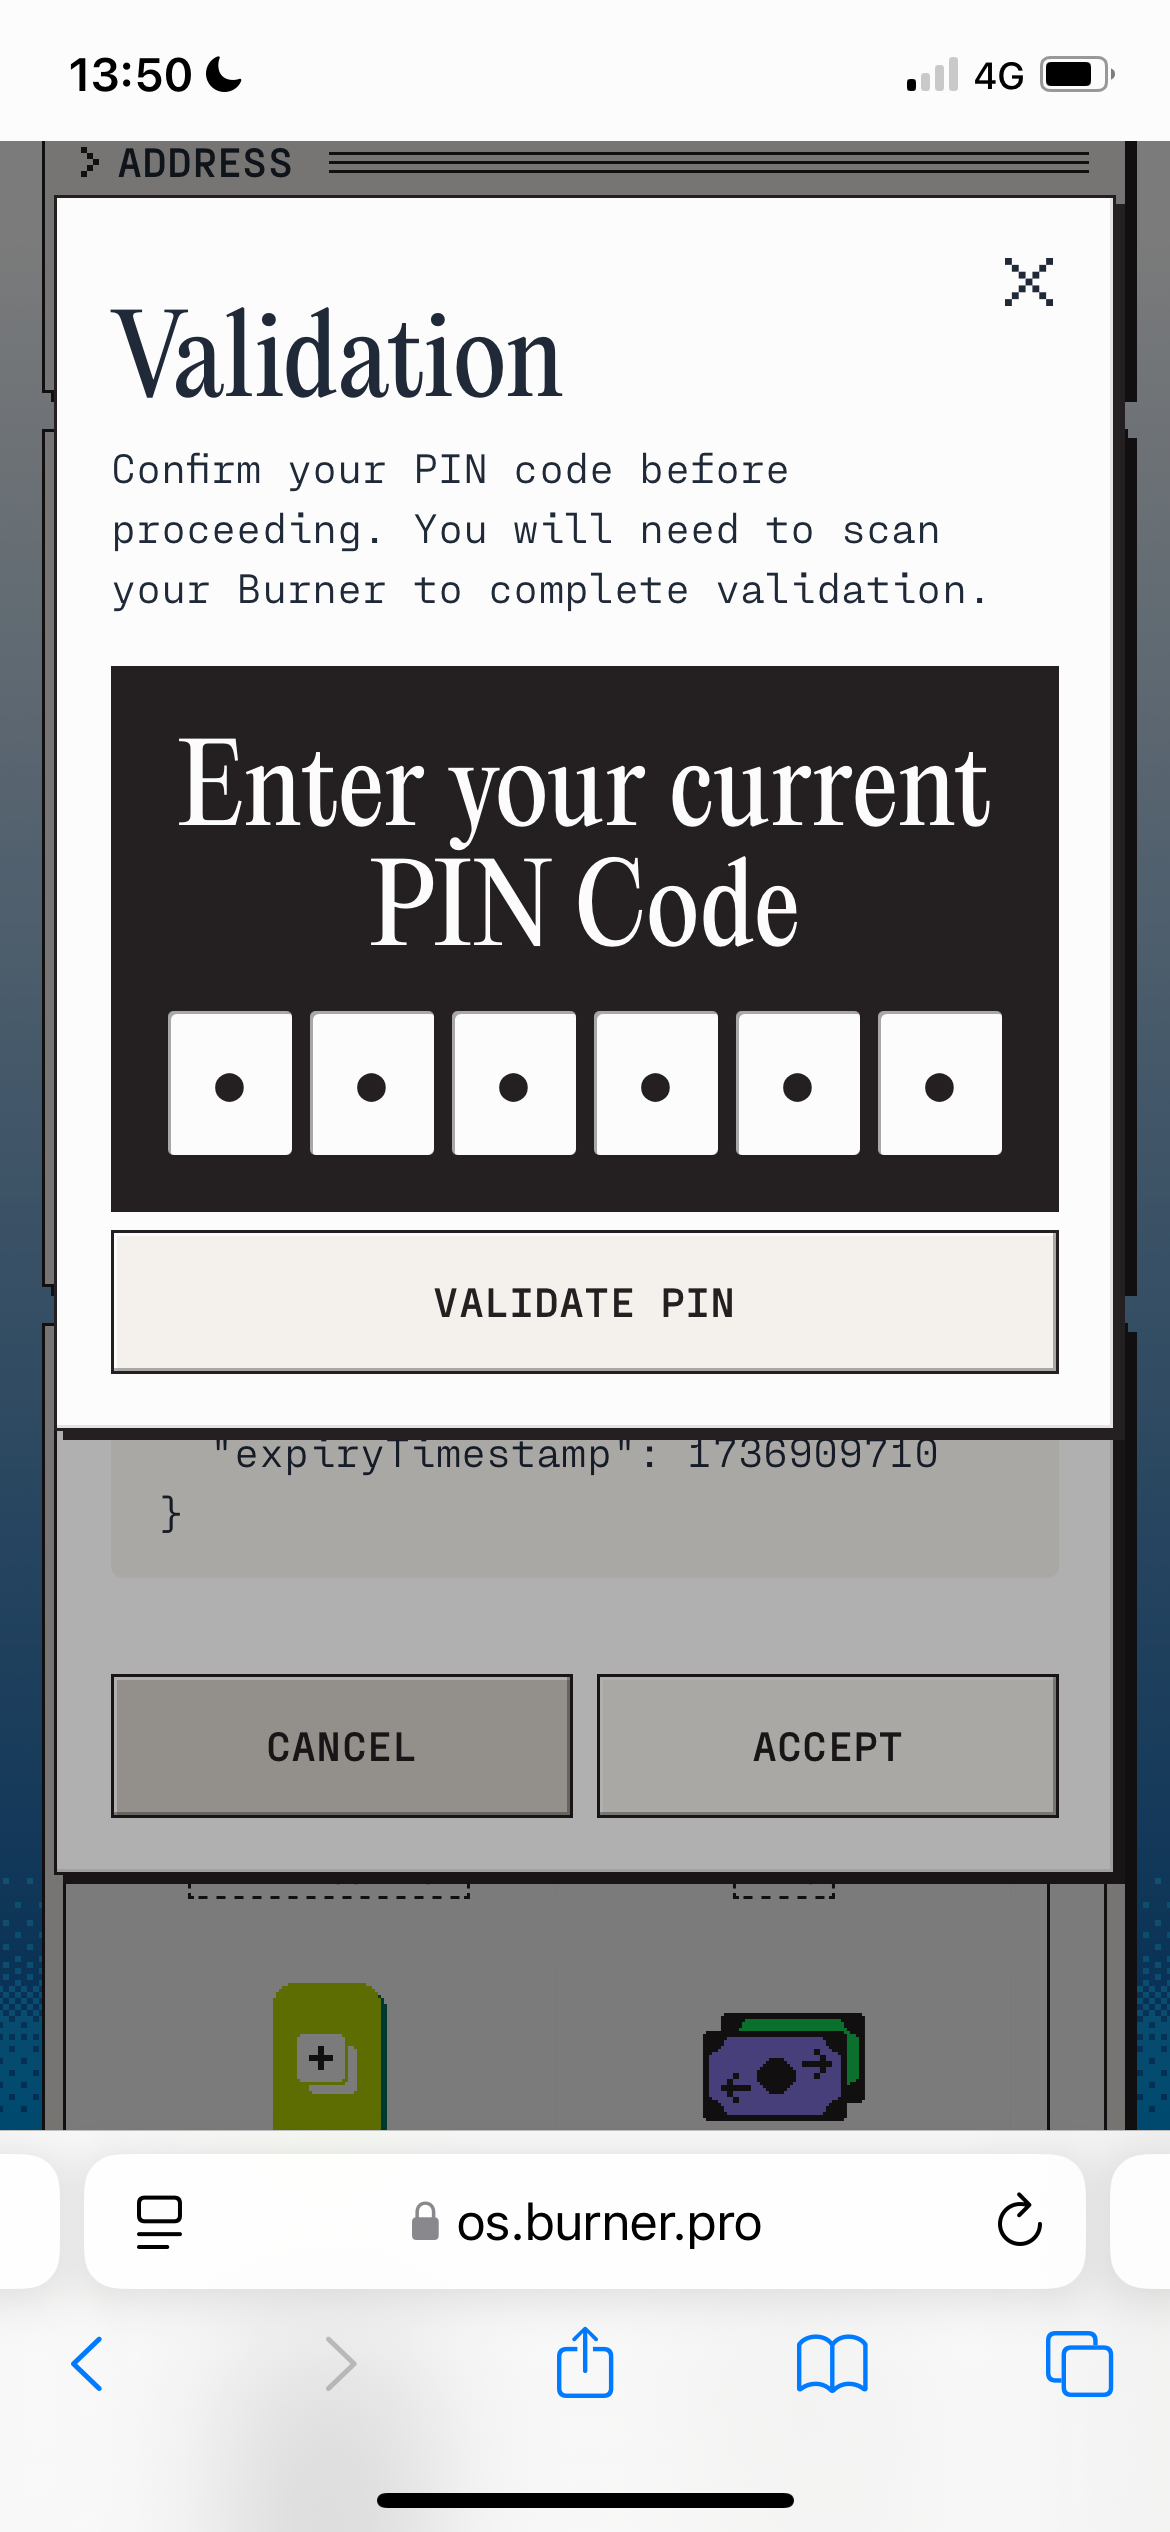 13:50
4G
ADDRESS
Validation
Confirm your PIN code before
proceeding. You will need to scan
your Burner to complete validation.
Enter your current
PIN Code
VALIDATE PIN
"expiryTimestamp": 1736909710
}
CANCEL
ACCEPT
os.burner.pro